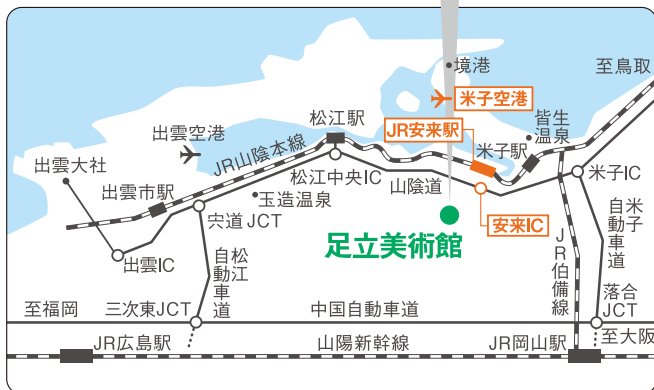 境港
至鳥取
米子空港
皆生
温泉
松江駅
JR安来駅
出雲空港
米子駅
JR山陰本線
出雲大社
松江中央IC
山陰道
米子IC
出雲市駅
玉造温泉
宍道JCT
安来IC
足立美術館
米子
自動車道
出雲IC
松江
自動車道
JR伯備線
落合
JCT
至福岡
三次東JCT
中国自動車道
至大阪
JR広島駅
山陽新幹線
JR岡山駅